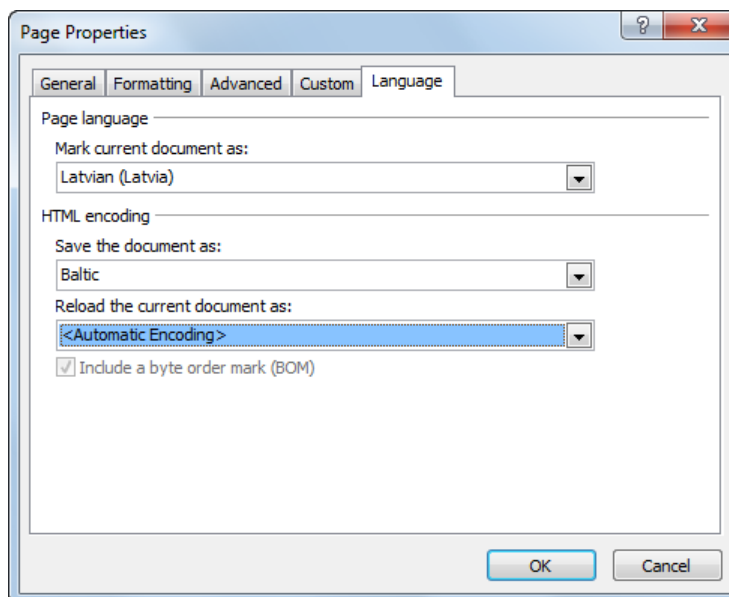 Page Properties
General Formatting Advanced Custom Language
Page language
Mark current document as:
Latvian (Latvia)
HTML encoding
Save the document as:
Baltic
Reload the current document as:
<Automatic Encoding>
Include a byte order mark (BOM)
OK Cancel